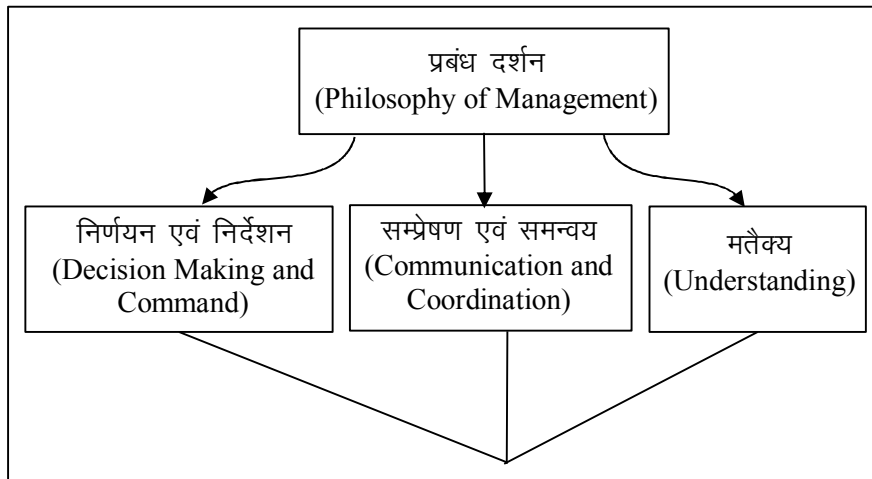 प्रबंध दर्शन
(Philosophy of Management)
निर्णयन एवं निर्देशन
(Decision Making and
Command)
सम्प्रेषण एवं समन्वय
(Communication and
Coordination)
मतैक्य
(Understanding)